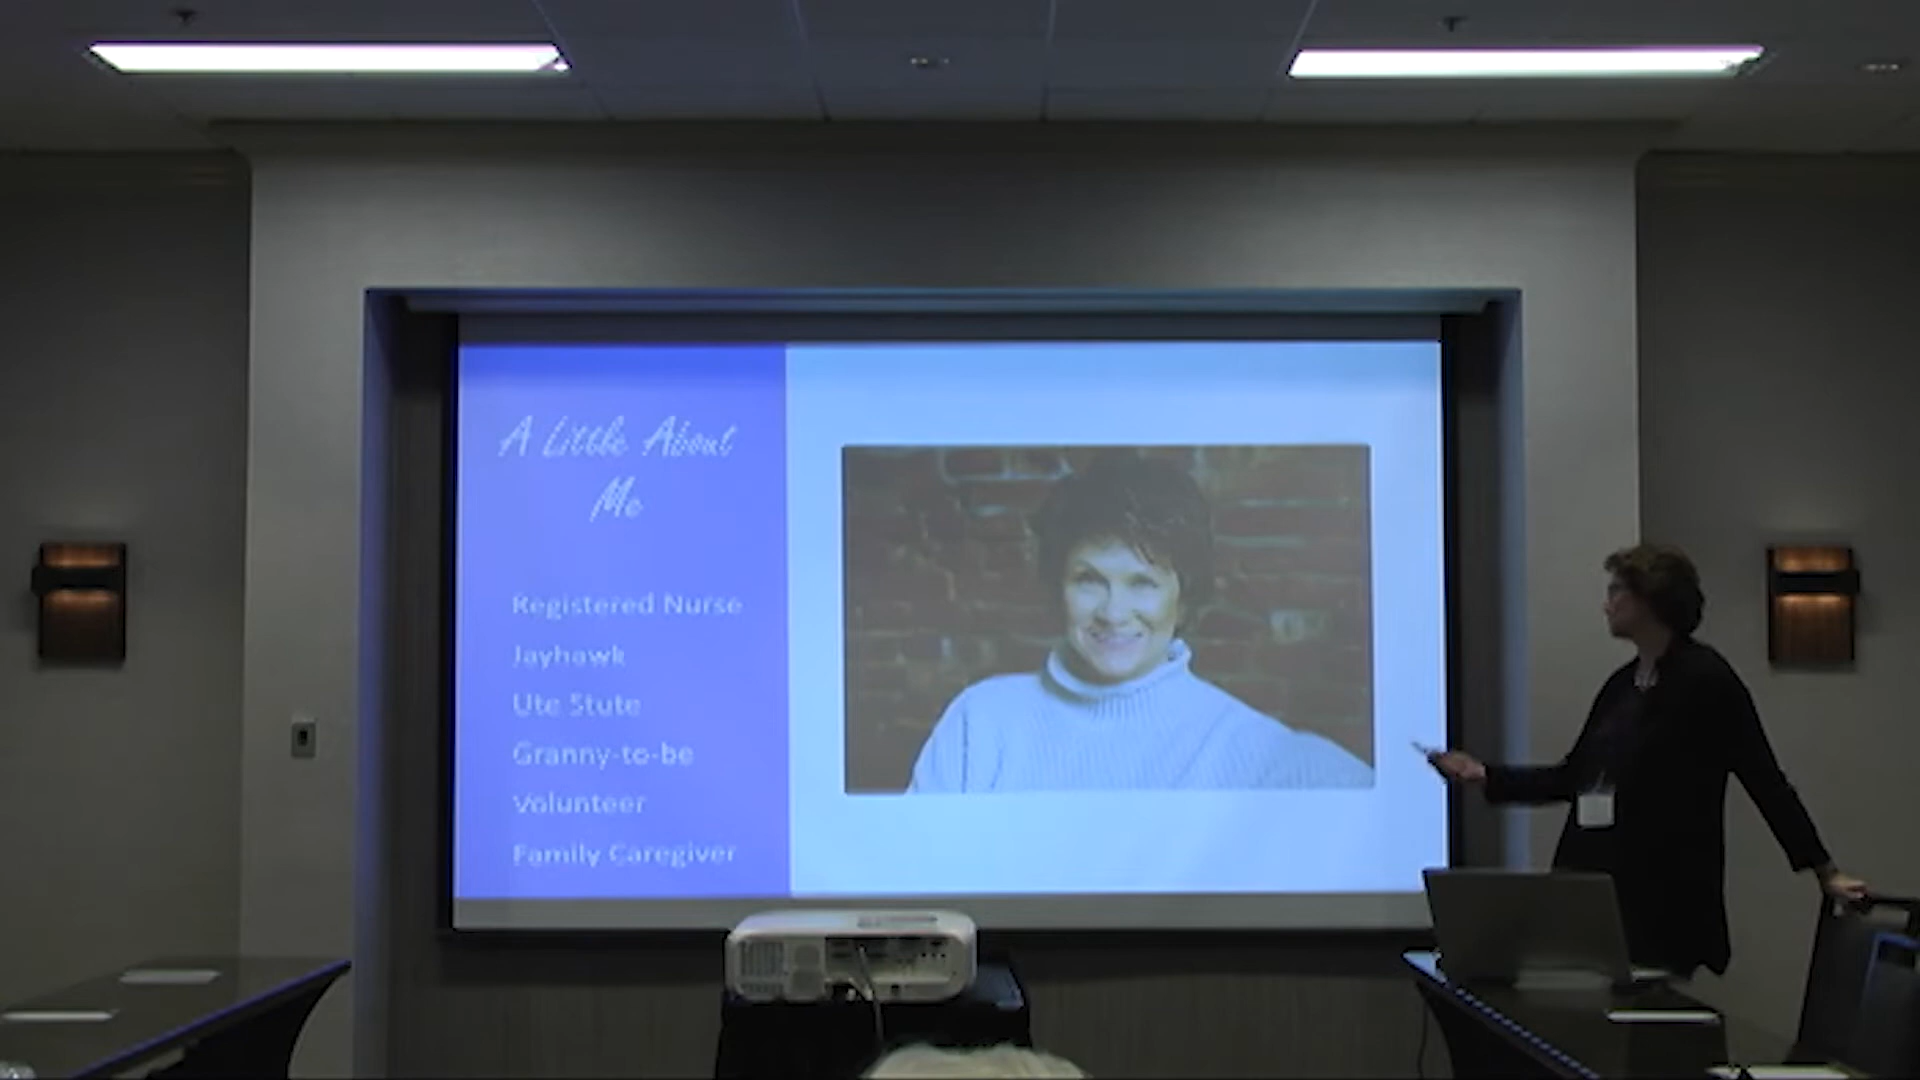 A Little About
Me
Registered Nurse
Jayhawk
Ute Stute
Granny-to-be
Volunteer
Family Caregiver